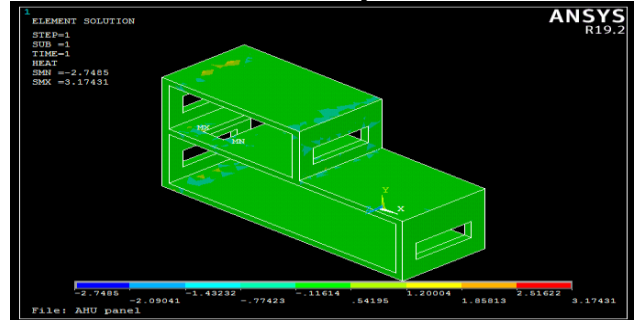 1
ELEMENT SOLUTION
STEP=1
SUB =1
TIME=1
HEAT
SMN =-2.7485
SMX =3.17431
ANSYS
R19.2
MX
MN
Y
X
-2.7485 -1.43232 -.11614 1.20004 2.51622
-2.09041 -.77423 .54195 1.85813 3.17431
File: AHU panel